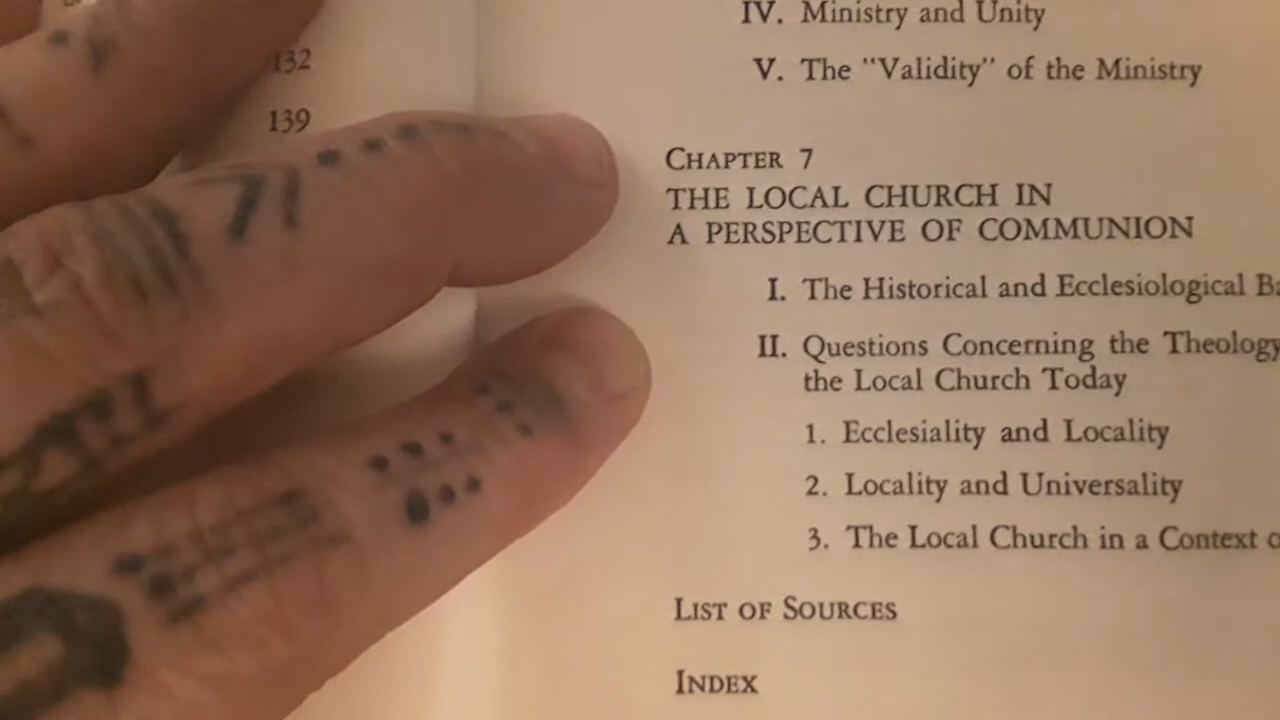 132
139
IV. Ministry and Unity
V. The "Validity" of the Ministry
CHAPTER 7
THE LOCAL CHURCH IN
A PERSPECTIVE OF COMMUNION
I. The Historical and Ecclesiological
II. Questions Concerning the Theology
the Local Church Today
1. Ecclesiality and Locality
2. Locality and Universality
3. The Local Church in a Context
LIST OF SOURCES
INDEX